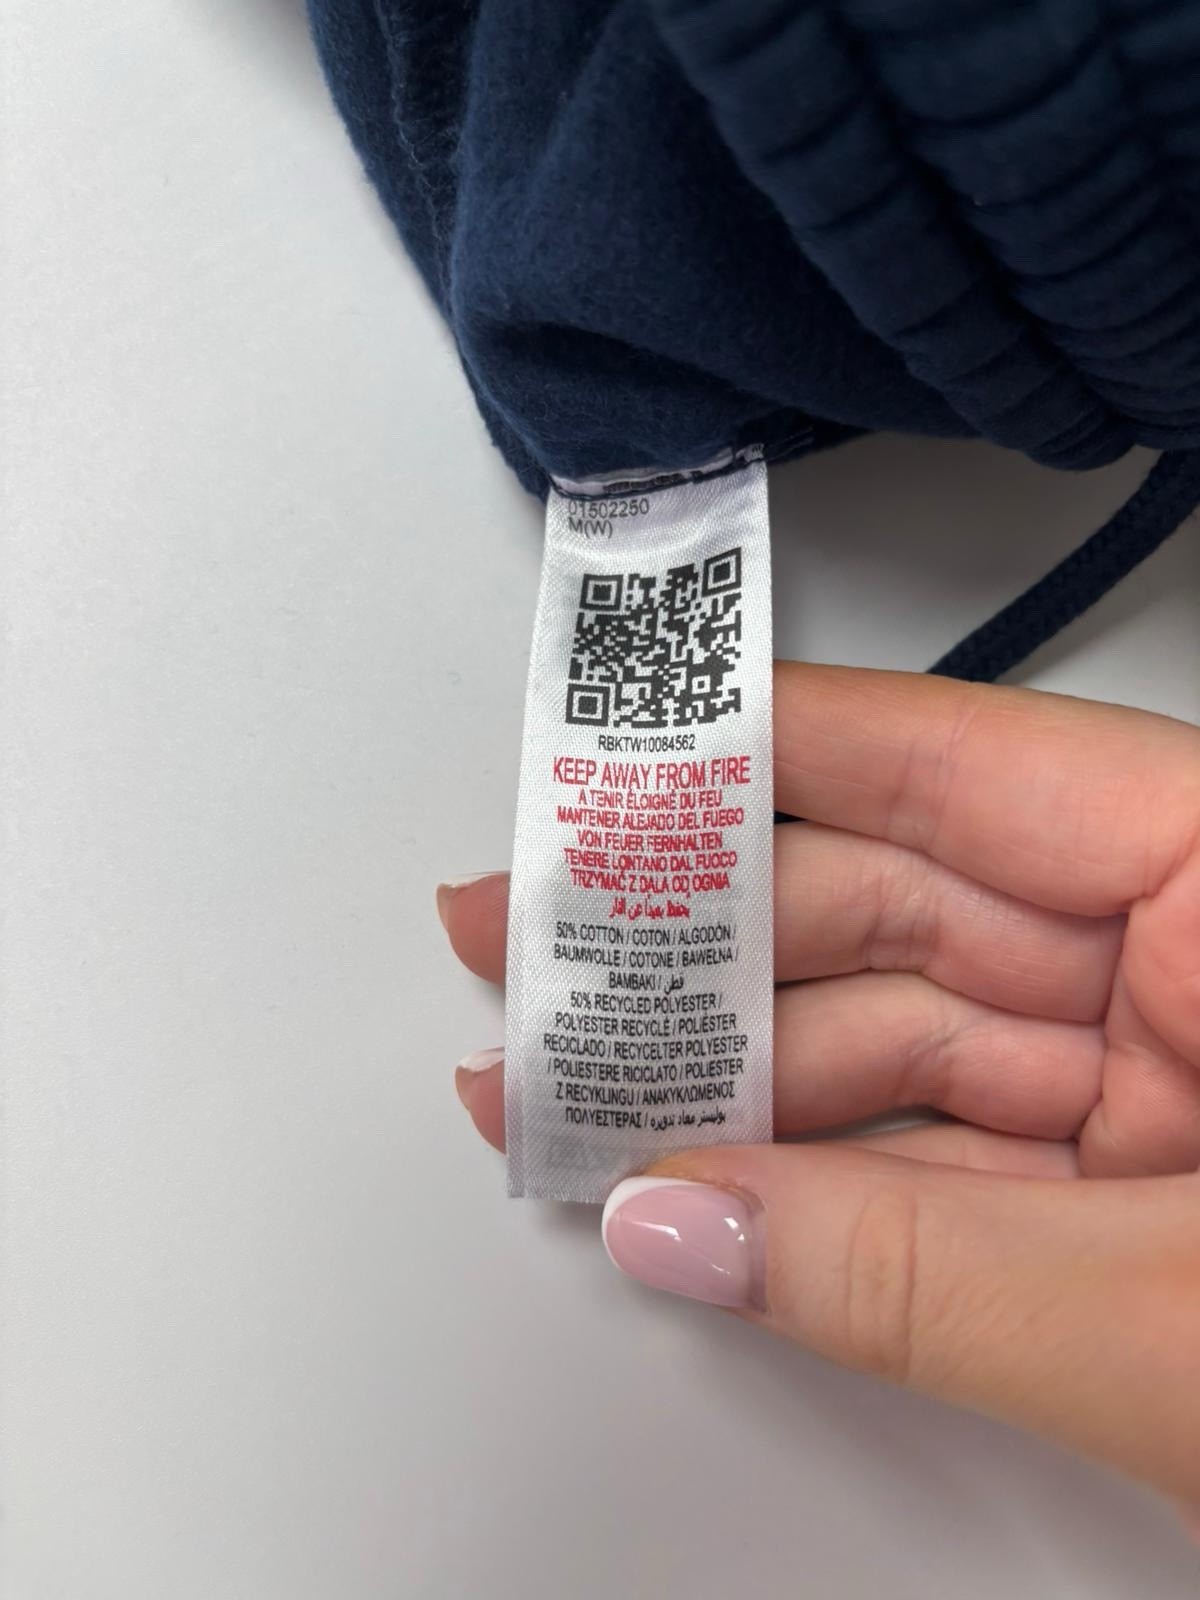 01502250
M(W)
RBKTW10084562
KEEP AWAY FROM FIRE
A TENIR ÉLOIGNÉ DU FEU
MANTENER ALEJADO DEL FUEGO
VON FEUER FERNHALTEN
TENERE LONTANO DAL FUOCO
TRZYMAĆ Z DALA OD OGNIA
يحفظ بعيداً عن النار
50% COTTON / COTON / ALGODÓN /
BAUMWOLLE / COTONE / BAWEŁNA /
BAMBAKI / قطن
50% RECYCLED POLYESTER /
POLYESTER RECYCLÉ / POLIÉSTER
RECICLADO / RECYCELTER POLYESTER
/ POLIESTERE RICICLATO / POLIESTER
Z RECYKLINGU / ΑΝΑΚΥΚΛΩΜΕΝΟΣ
ΠΟΛΥΕΣΤΕΡΑΣ / بوليستر معاد تدويره